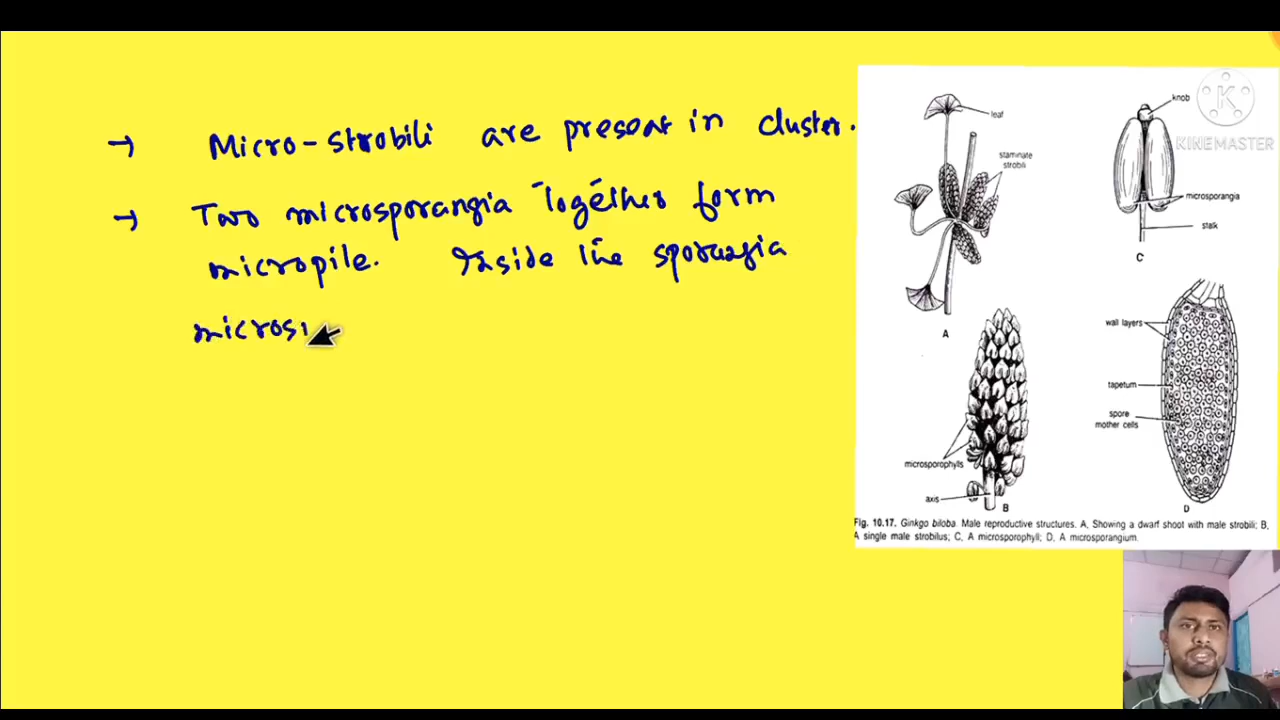 → Micro-strobili are present in cluster.
→ Two microsporangia together form
micropile. Inside the sporangia
micros
knob
leaf
KINEMASTER
staminate
strobili
microsporangia
stalk
C
A
wall layers
tapetum
spore
mother cells
microsporophylls
axis
B
D
Fig. 10.17. Ginkgo biloba. Male reproductive structures. A, Showing a dwarf shoot with male strobili; B,
A single male strobilus; C, A microsporophyll; D, A microsporangium.